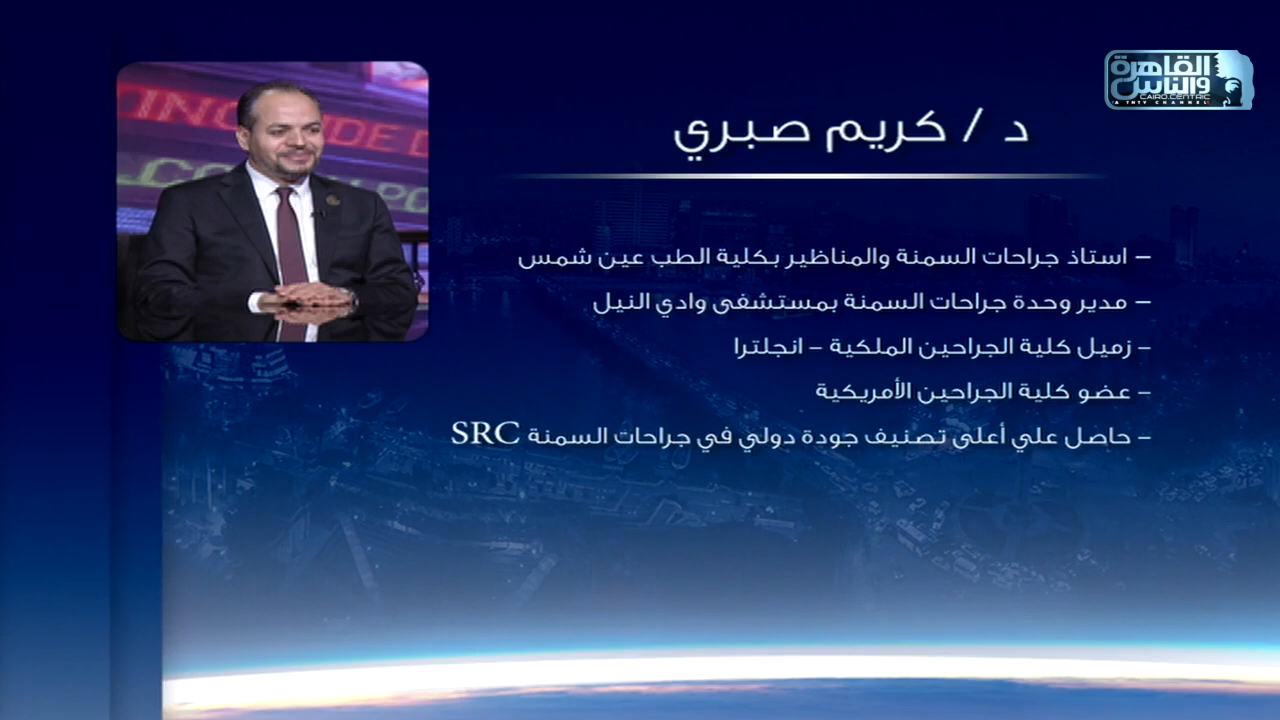 القاهرة
والناس
CAIRO.CENTRIC
A TNTV CHANNEL
د / كريم صبري
– استاذ جراحات السمنة والمناظير بكلية الطب عين شمس
– مدير وحدة جراحات السمنة بمستشفى وادي النيل
– زميل كلية الجراحين الملكية – انجلترا
– عضو كلية الجراحين الأمريكية
– حاصل علي أعلى تصنيف جودة دولي في جراحات السمنة SRC